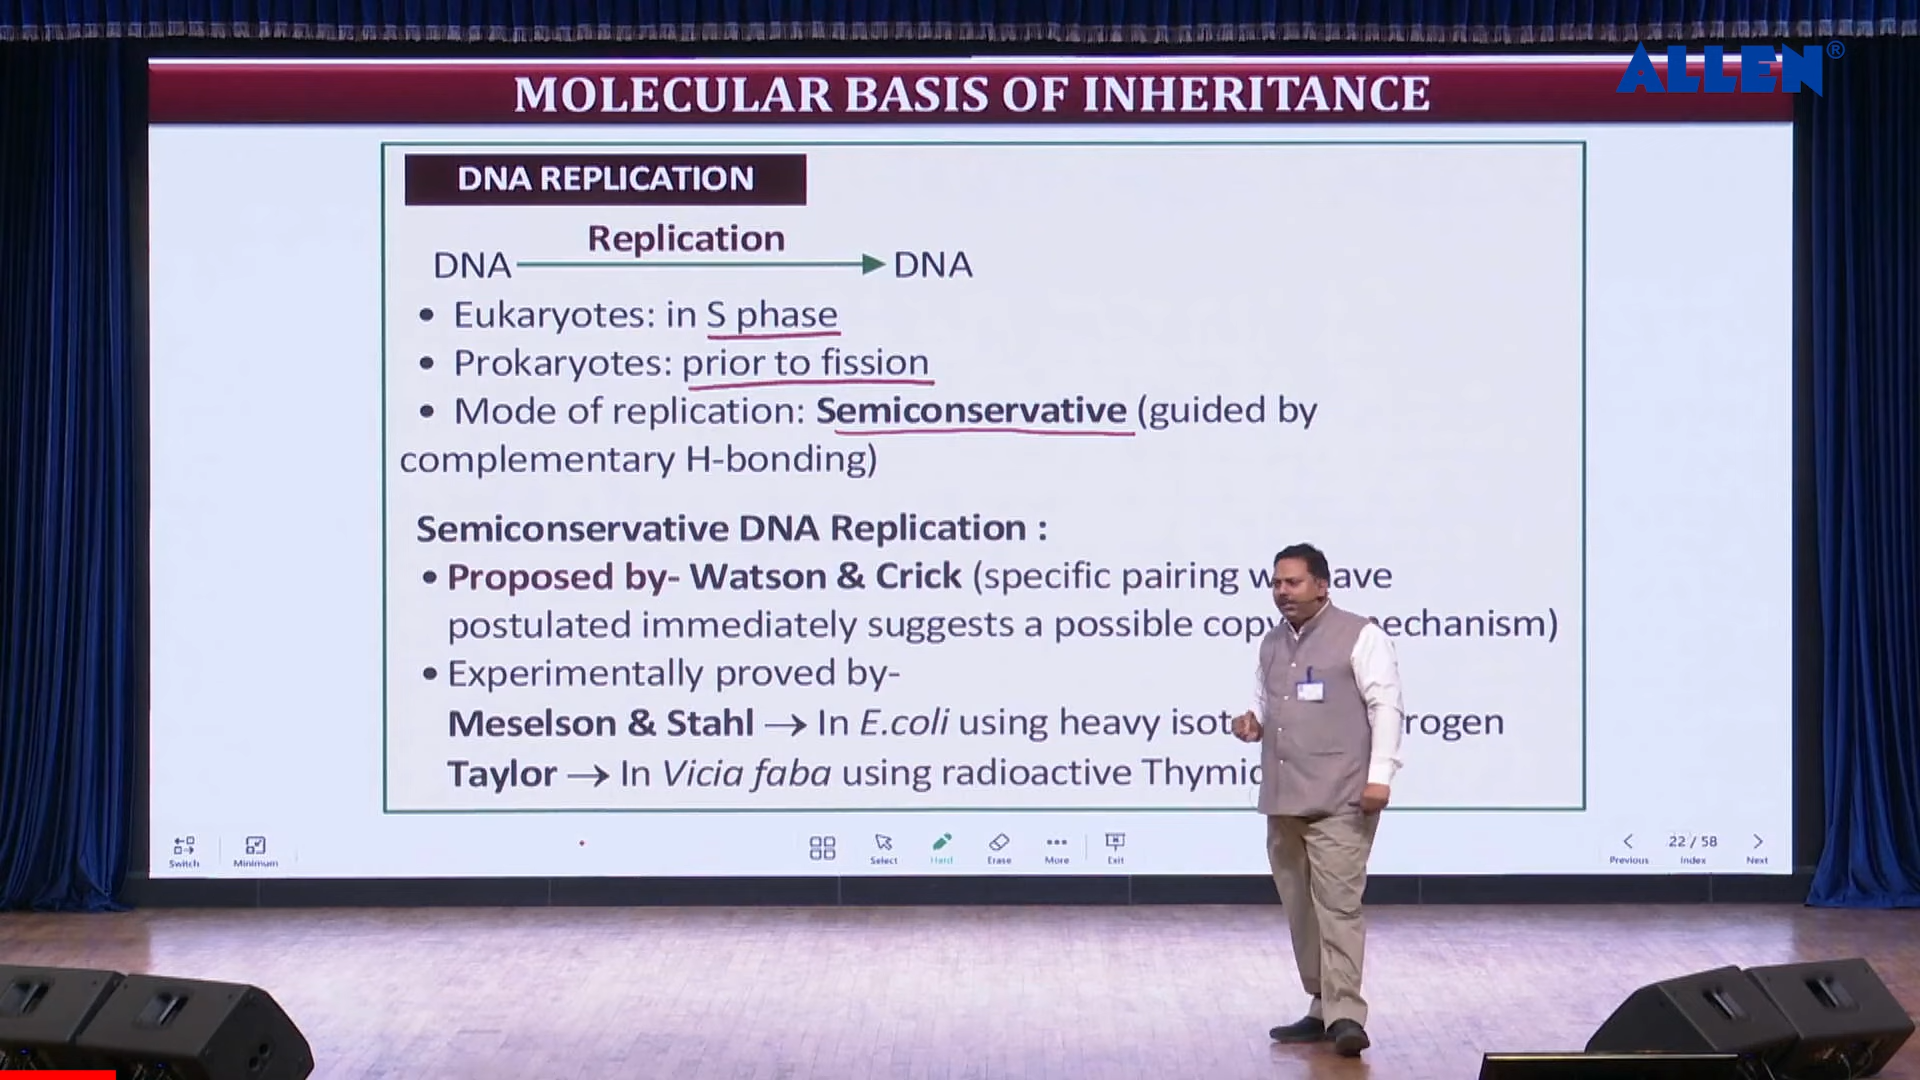 ALLEN®
MOLECULAR BASIS OF INHERITANCE
DNA REPLICATION
Replication
DNA → DNA
• Eukaryotes: in S phase
• Prokaryotes: prior to fission
• Mode of replication: Semiconservative (guided by
complementary H-bonding)
Semiconservative DNA Replication :
• Proposed by- Watson & Crick (specific pairing have
postulated immediately suggests a possible mechanism)
• Experimentally proved by-
Meselson & Stahl → In E.coli using heavy
Taylor → In Vicia faba using radioactive
Switch
Minimum
Select
Hard
Erase
More
Exit
Previous
22 / 58
Index
Next